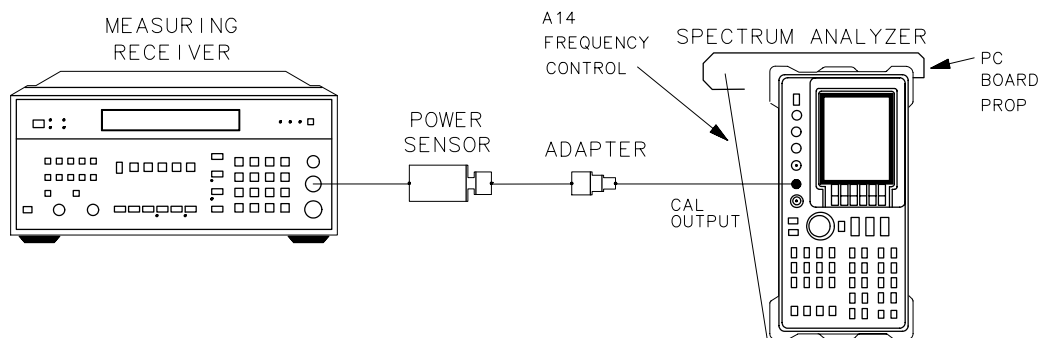 MEASURING
RECEIVER
POWER
SENSOR
ADAPTER
A14
FREQUENCY
CONTROL
SPECTRUM ANALYZER
PC
BOARD
PROP
CAL
OUTPUT